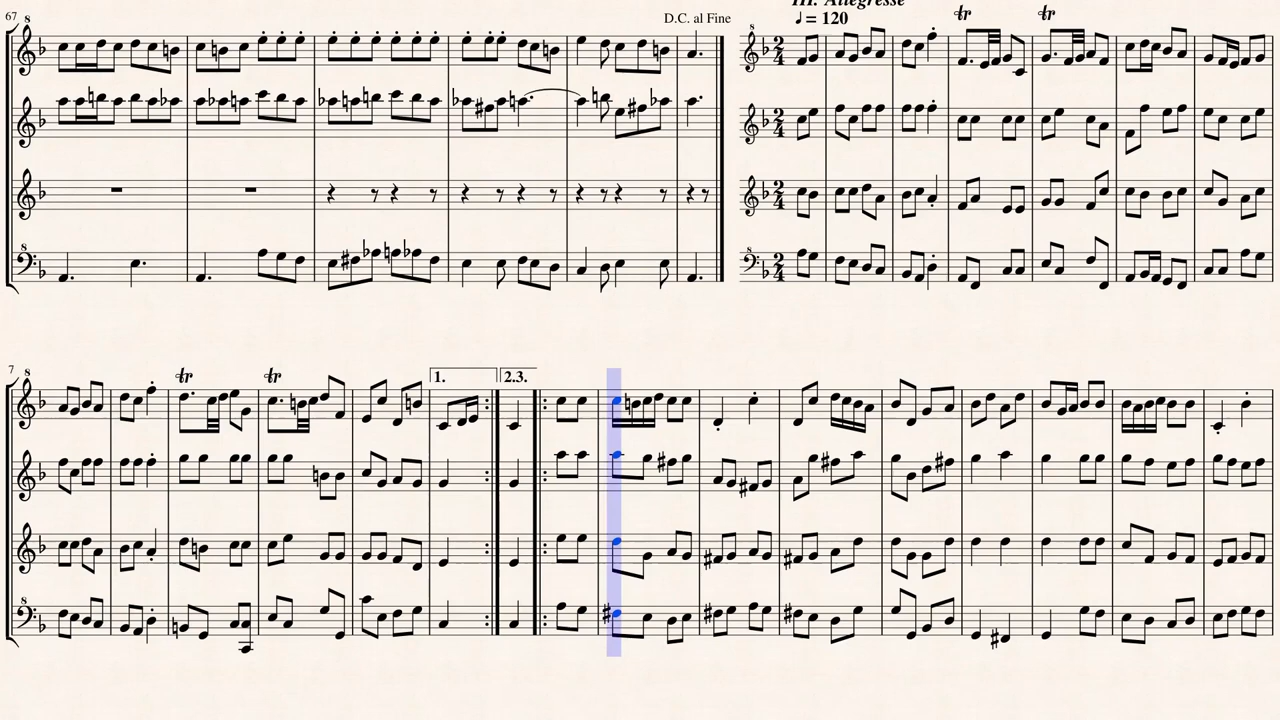 III. Allegresse
67
D.C. al Fine
♩ = 120
tr
tr
7
tr
tr
1.
2.3.